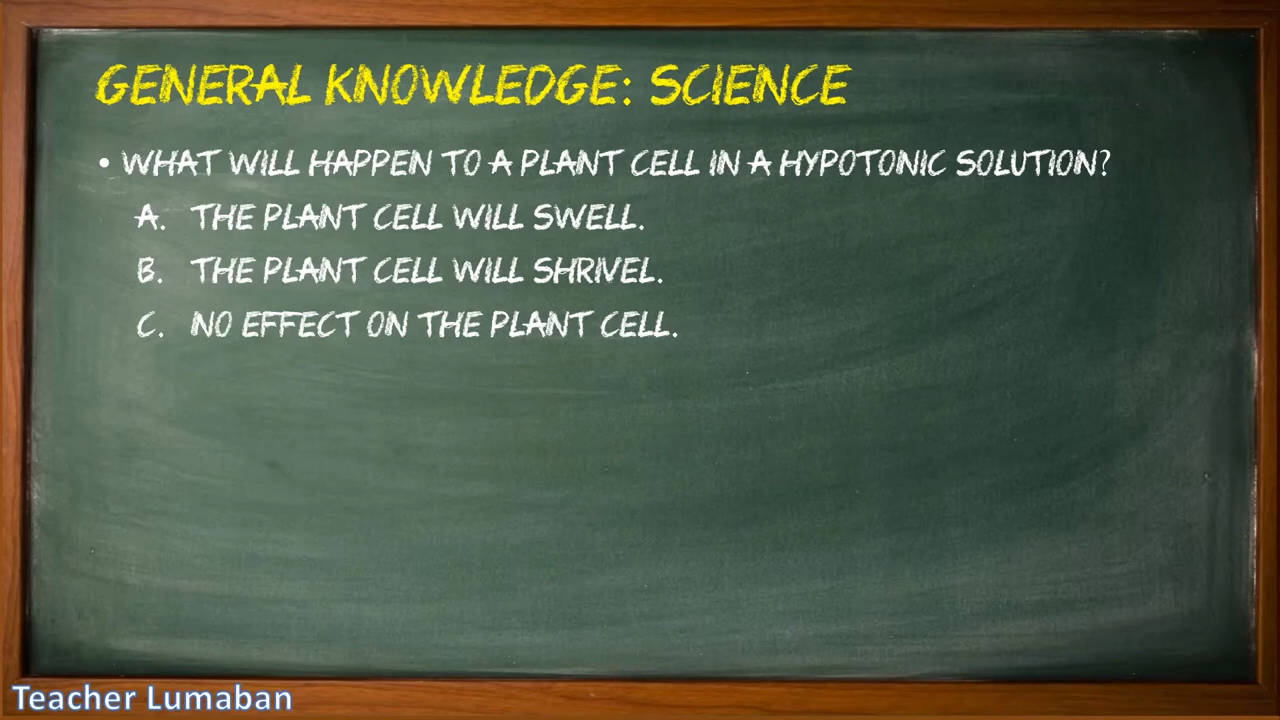 GENERAL KNOWLEDGE: SCIENCE
• WHAT WILL HAPPEN TO A PLANT CELL IN A HYPOTONIC SOLUTION?
A. THE PLANT CELL WILL SWELL.
B. THE PLANT CELL WILL SHRIVEL.
C. NO EFFECT ON THE PLANT CELL.
Teacher Lumaban